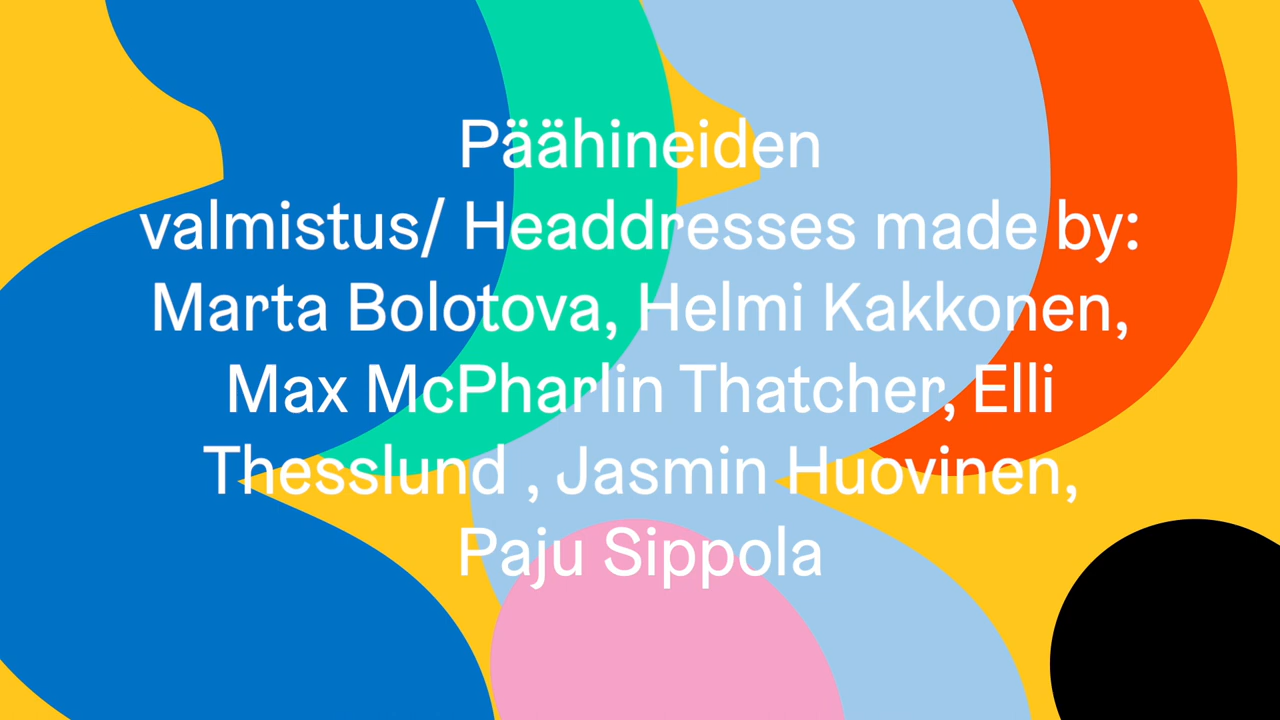 Päähineiden
valmistus/ Headdresses made by:
Marta Bolotova, Helmi Kakkonen,
Max McPharlin Thatcher, Elli
Thesslund , Jasmin Huovinen,
Paju Sippola